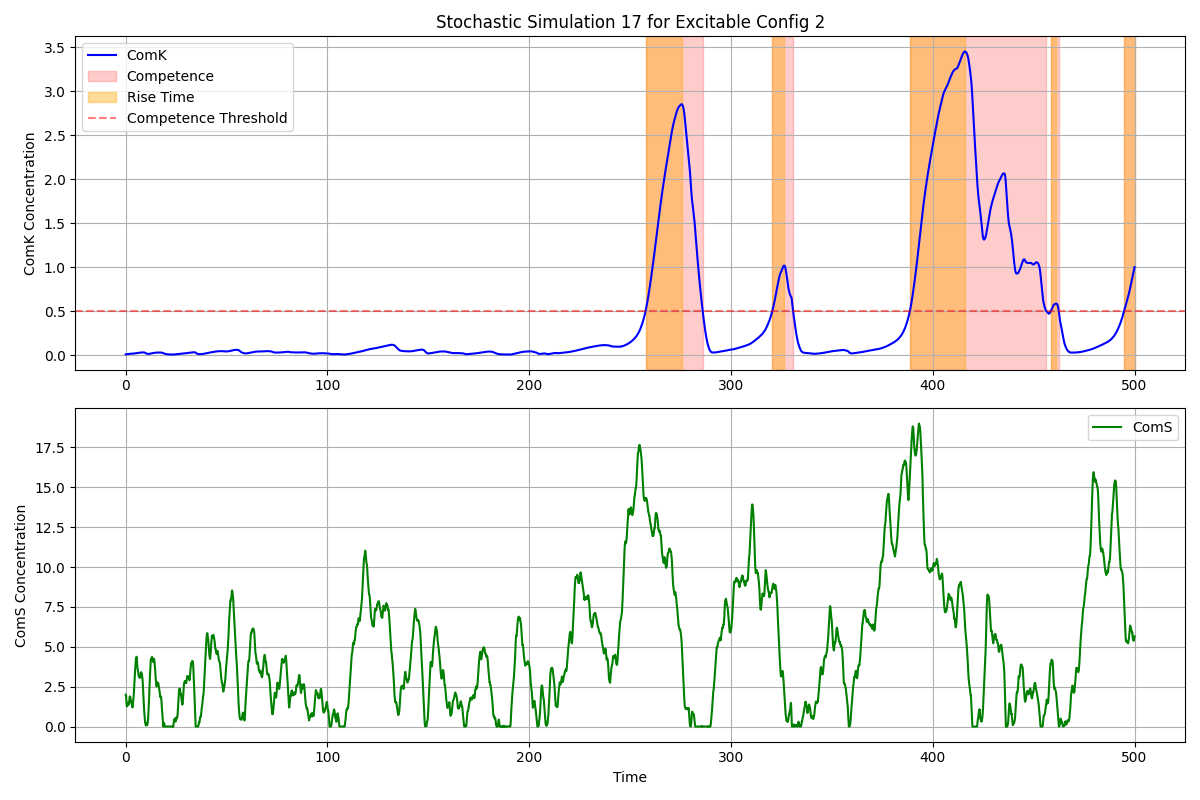 Stochastic Simulation 17 for Excitable Config 2
ComK
Competence
Rise Time
Competence Threshold
ComK Concentration
3.5
3.0
2.5
2.0
1.5
1.0
0.5
0.0
0 100 200 300 400 500
ComS
ComS Concentration
17.5
15.0
12.5
10.0
7.5
5.0
2.5
0.0
0 100 200 300 400 500
Time